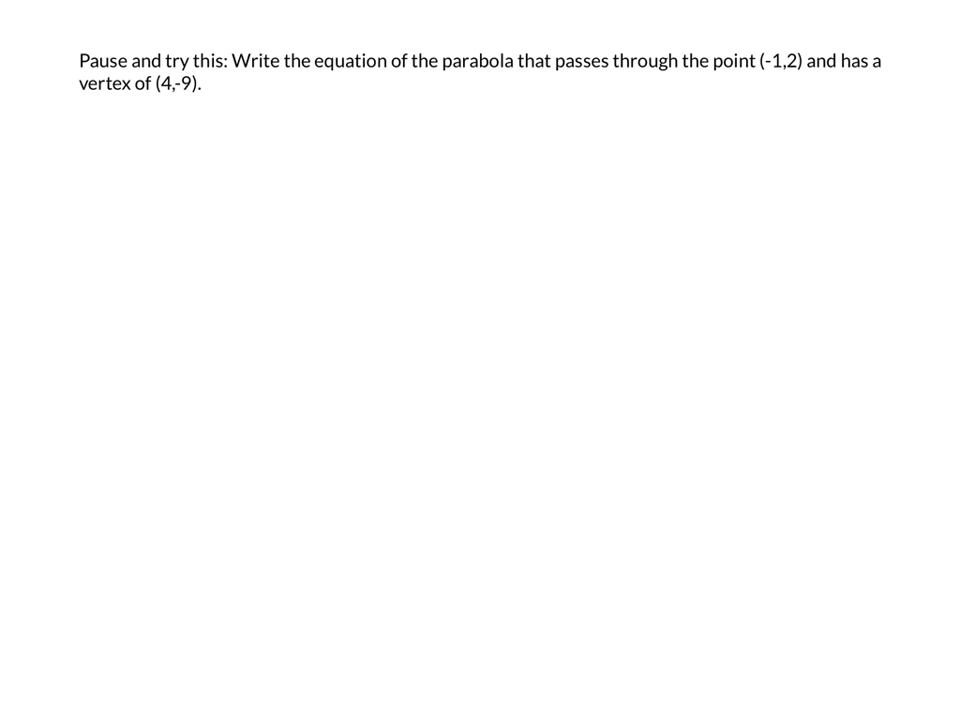 Pause and try this: Write the equation of the parabola that passes through the point (-1,2) and has a
vertex of (4,-9).